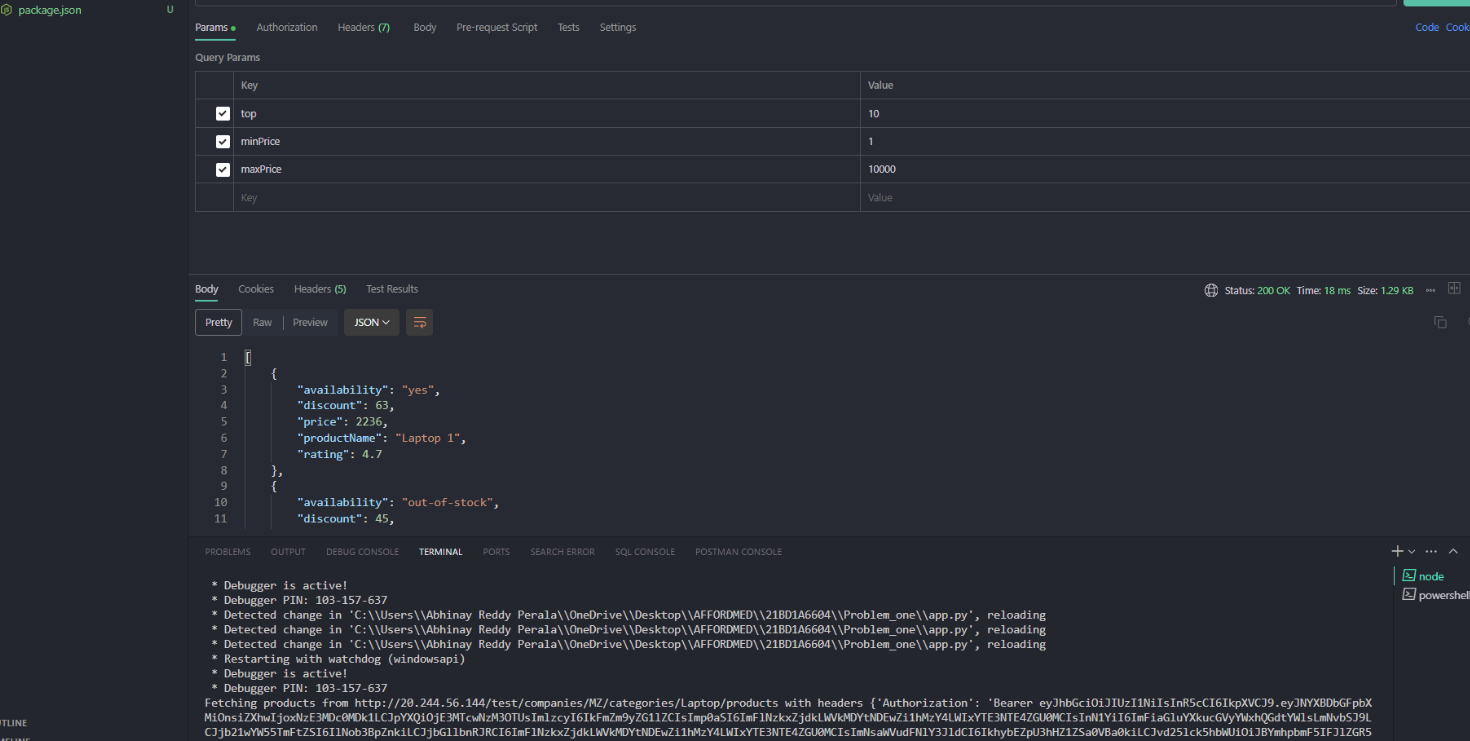 package.json U
Params Authorization Headers (7) Body Pre-request Script Tests Settings Code
Query Params
Key Value
top 10
minPrice 1
maxPrice 10000
Key Value
Body Cookies Headers (5) Test Results Status: 200 OK Time: 18 ms Size: 1.29 KB
Pretty Raw Preview JSON
1 [
2 {
3 "availability": "yes",
4 "discount": 63,
5 "price": 2236,
6 "productName": "Laptop 1",
7 "rating": 4.7
8 },
9 {
10 "availability": "out-of-stock",
11 "discount": 45,
PROBLEMS OUTPUT DEBUG CONSOLE TERMINAL PORTS SEARCH ERROR SQL CONSOLE POSTMAN CONSOLE
node
powershell
* Debugger is active!
* Debugger PIN: 103-157-637
* Detected change in 'C:\\Users\\Abhinay Reddy Perala\\OneDrive\\Desktop\\AFFORDMED\\21BD1A6604\\Problem_one\\app.py', reloading
* Detected change in 'C:\\Users\\Abhinay Reddy Perala\\OneDrive\\Desktop\\AFFORDMED\\21BD1A6604\\Problem_one\\app.py', reloading
* Detected change in 'C:\\Users\\Abhinay Reddy Perala\\OneDrive\\Desktop\\AFFORDMED\\21BD1A6604\\Problem_one\\app.py', reloading
* Restarting with watchdog (windowsapi)
* Debugger is active!
* Debugger PIN: 103-157-637
Fetching products from http://20.244.56.144/test/companies/MZ/categories/Laptop/products with headers {'Authorization': 'Bearer